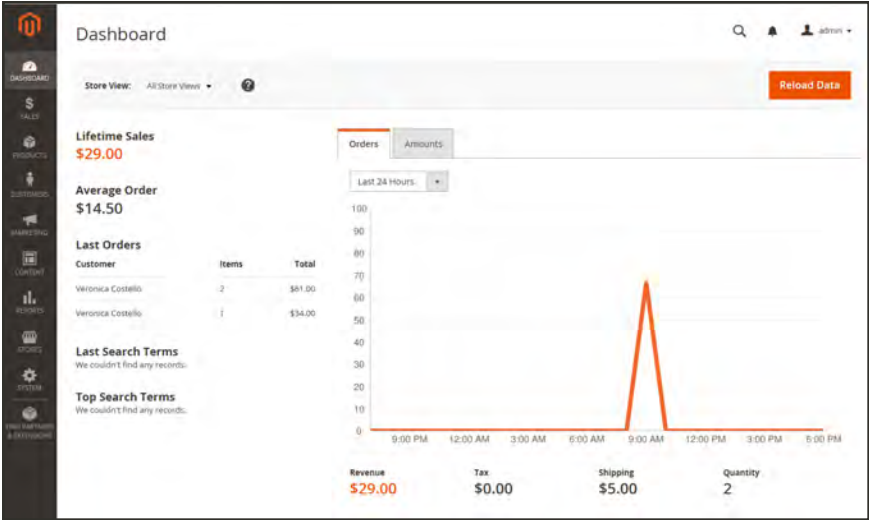 Dashboard
admin
DASHBOARD
SALES
PRODUCTS
CUSTOMERS
MARKETING
CONTENT
REPORTS
STORES
SYSTEM
FIND PARTNERS
& EXTENSIONS
Store View: All Store Views
?
Reload Data
Lifetime Sales
$29.00
Average Order
$14.50
Last Orders
Customer Items Total
Veronica Costello 2 $81.00
Veronica Costello 1 $34.00
Last Search Terms
We couldn't find any records.
Top Search Terms
We couldn't find any records.
Orders Amounts
Last 24 Hours
100
90
80
70
60
50
40
30
20
10
0
9:00 PM 12:00 AM 3:00 AM 6:00 AM 9:00 AM 12:00 PM 3:00 PM 6:00 PM
Revenue Tax Shipping Quantity
$29.00 $0.00 $5.00 2